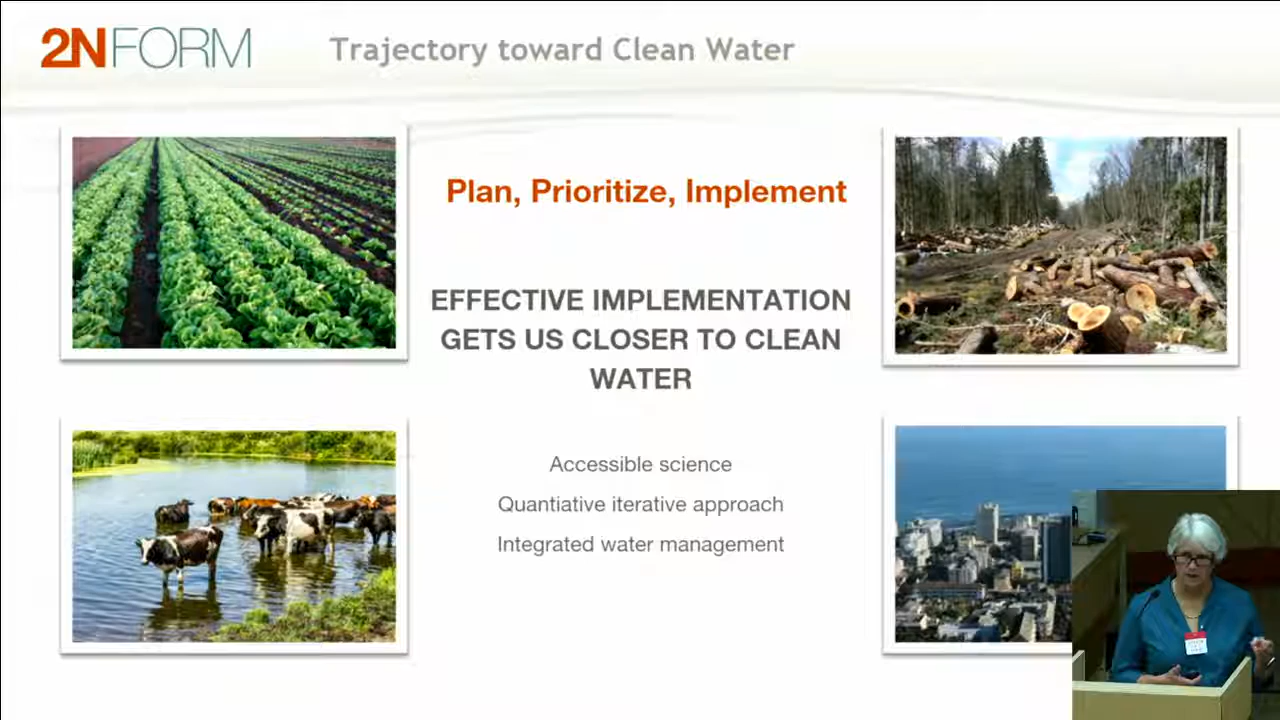 2NFORM
Trajectory toward Clean Water
Plan, Prioritize, Implement
EFFECTIVE IMPLEMENTATION
GETS US CLOSER TO CLEAN
WATER
Accessible science
Quantiative iterative approach
Integrated water management